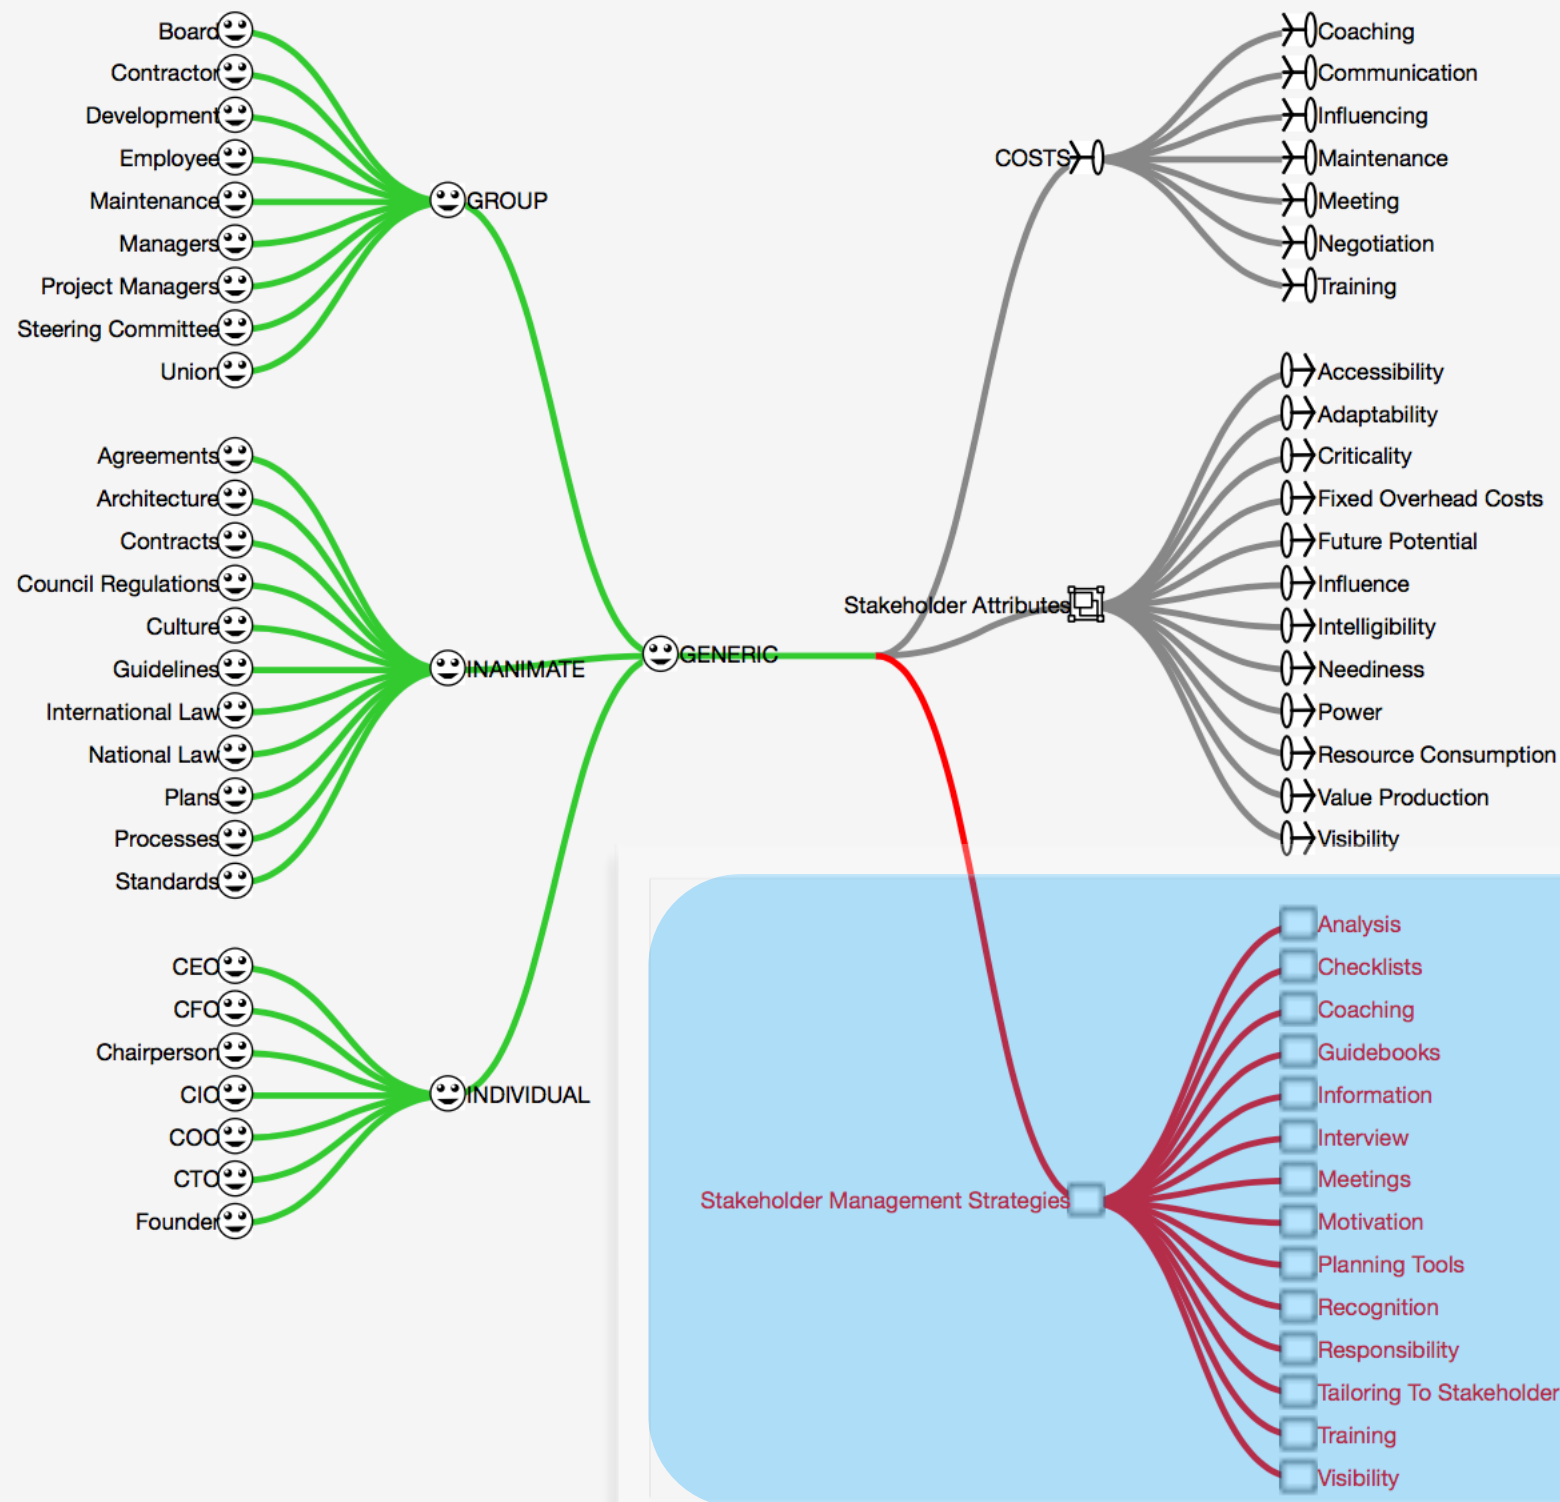 Board
Contractor
Development
Employee
Maintenance
Managers
Project Managers
Steering Committee
Union
GROUP
Agreements
Architecture
Contracts
Council Regulations
Culture
Guidelines
International Law
National Law
Plans
Processes
Standards
INANIMATE
CEO
CFO
Chairperson
CIO
COO
CTO
Founder
INDIVIDUAL
GENERIC
COSTS
Coaching
Communication
Influencing
Maintenance
Meeting
Negotiation
Training
Stakeholder Attributes
Accessibility
Adaptability
Criticality
Fixed Overhead Costs
Future Potential
Influence
Intelligibility
Neediness
Power
Resource Consumption
Value Production
Visibility
Stakeholder Management Strategies
Analysis
Checklists
Coaching
Guidebooks
Information
Interview
Meetings
Motivation
Planning Tools
Recognition
Responsibility
Tailoring To Stakeholder
Training
Visibility